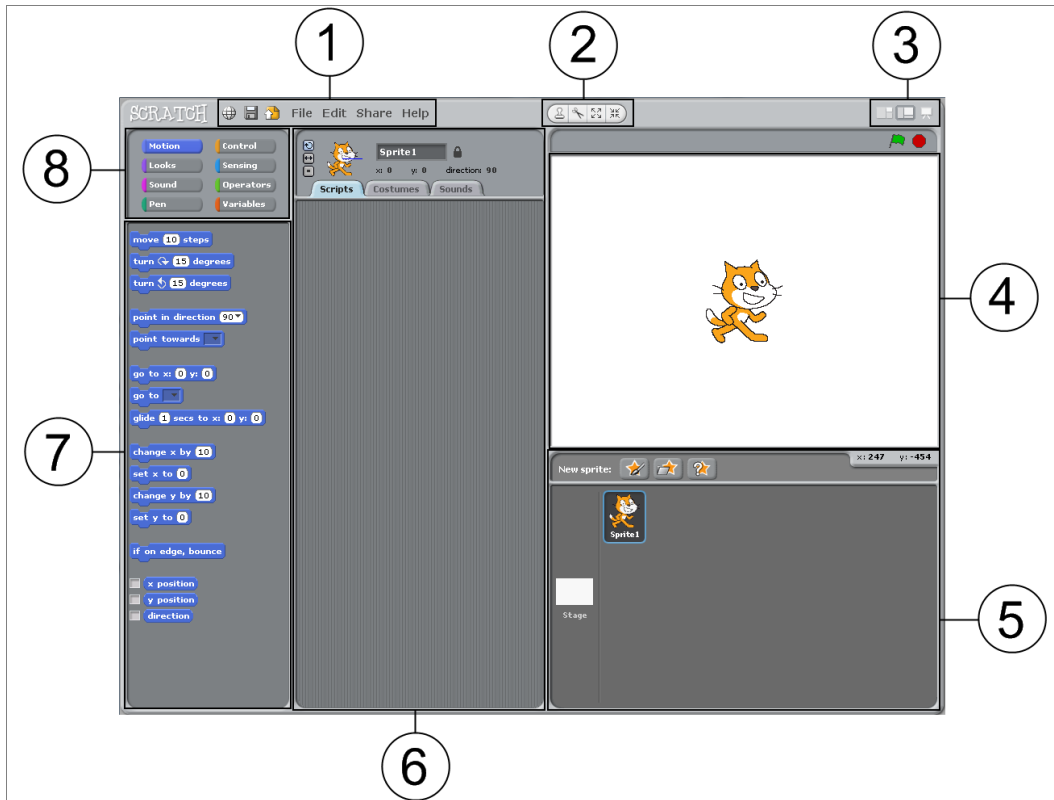 1
2
3
SCRATCH File Edit Share Help
8
Motion Control
Looks Sensing
Sound Operators
Pen Variables
Sprite1
x: 0 y: 0 direction: 90
Scripts Costumes Sounds
move 10 steps
turn 15 degrees
turn 15 degrees
point in direction 90
point towards
go to x: 0 y: 0
go to
glide 1 secs to x: 0 y: 0
change x by 10
set x to 0
change y by 10
set y to 0
if on edge, bounce
x position
y position
direction
7
6
4
x: 247 y: -454
New sprite:
Sprite1
Stage
5